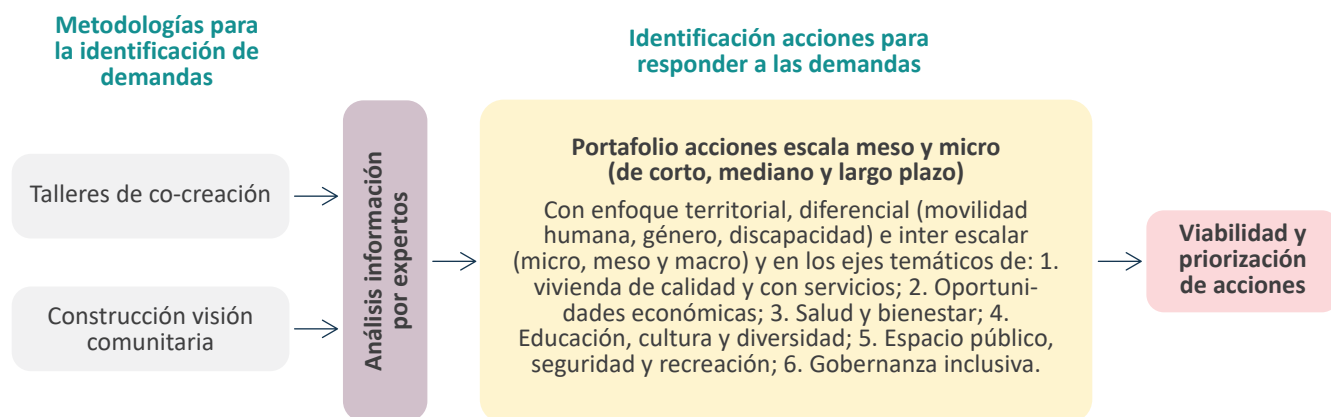 Metodologías para
la identificación de
demandas
Identificación acciones para
responder a las demandas
Talleres de co-creación
Construcción visión
comunitaria
Análisis información
por expertos
Portafolio acciones escala meso y micro
(de corto, mediano y largo plazo)
Con enfoque territorial, diferencial (movilidad
humana, género, discapacidad) e inter escalar
(micro, meso y macro) y en los ejes temáticos de: 1.
vivienda de calidad y con servicios; 2. Oportuni-
dades económicas; 3. Salud y bienestar; 4.
Educación, cultura y diversidad; 5. Espacio público,
seguridad y recreación; 6. Gobernanza inclusiva.
Viabilidad y
priorización
de acciones